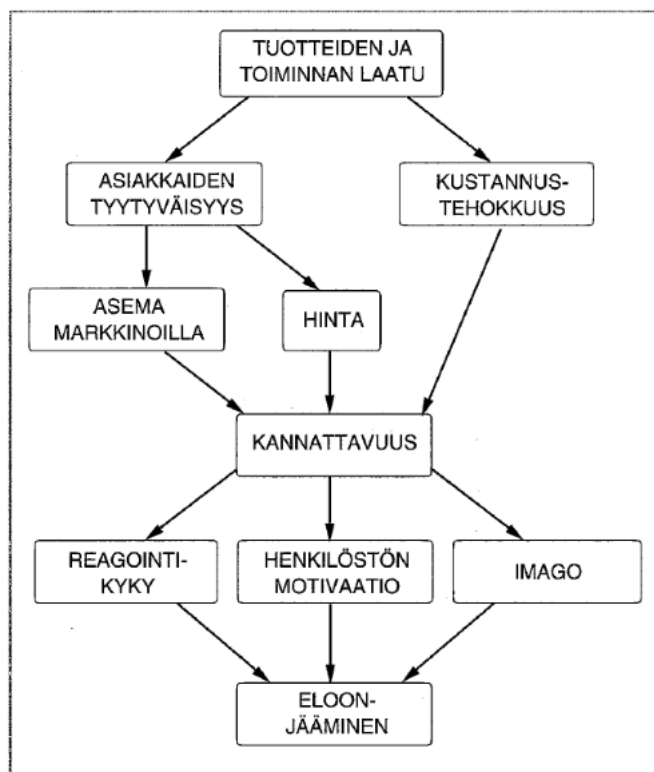 TUOTTEIDEN JA
TOIMINNAN LAATU
ASIAKKAIDEN
TYYTYVÄISYYS
KUSTANNUS-
TEHOKKUUS
ASEMA
MARKKINOILLA
HINTA
KANNATTAVUUS
REAGOINTI-
KYKY
HENKILÖSTÖN
MOTIVAATIO
IMAGO
ELOON-
JÄÄMINEN